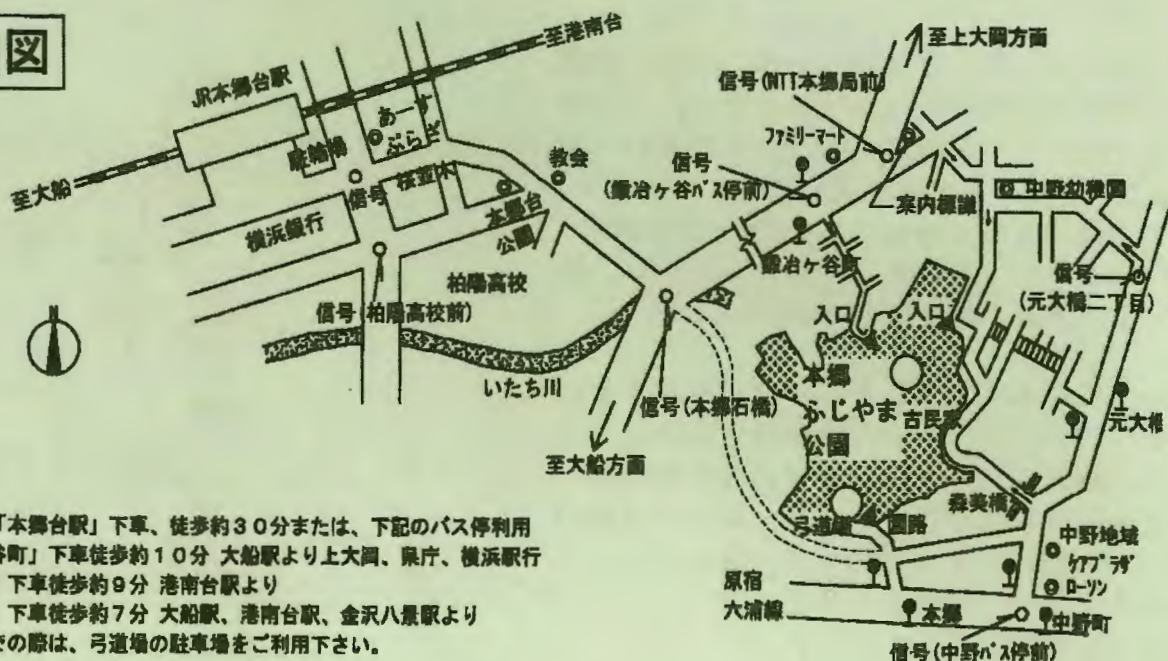 図
至港南台
JR本郷台駅
至大船
駐輪場
あーす
ぷらざ
信号
桜並木
横浜銀行
本郷台
公園
教会
柏陽高校
信号(柏陽高校前)
N
いたち川
信号(本郷石橋)
至大船方面
至上大岡方面
信号(NTT本郷局前)
ファミリーマート
信号
(鍛冶ヶ谷バス停前)
案内標識
中野幼稚園
鍛冶ヶ谷町
信号
(元大橋二丁目)
入口
入口
本郷
ふじやま
公園
古民家
元大橋
森美橋
弓道場
園路
中野地域
ケアプラザ
ローソン
原宿
六浦線
本郷
中野町
信号(中野バス停前)
「本郷台駅」下車、徒歩約30分または、下記のバス停利用
谷町」下車徒歩約10分 大船駅より上大岡、県庁、横浜駅行
下車徒歩約9分 港南台駅より
下車徒歩約7分 大船駅、港南台駅、金沢八景駅より
での際は、弓道場の駐車場をご利用下さい。